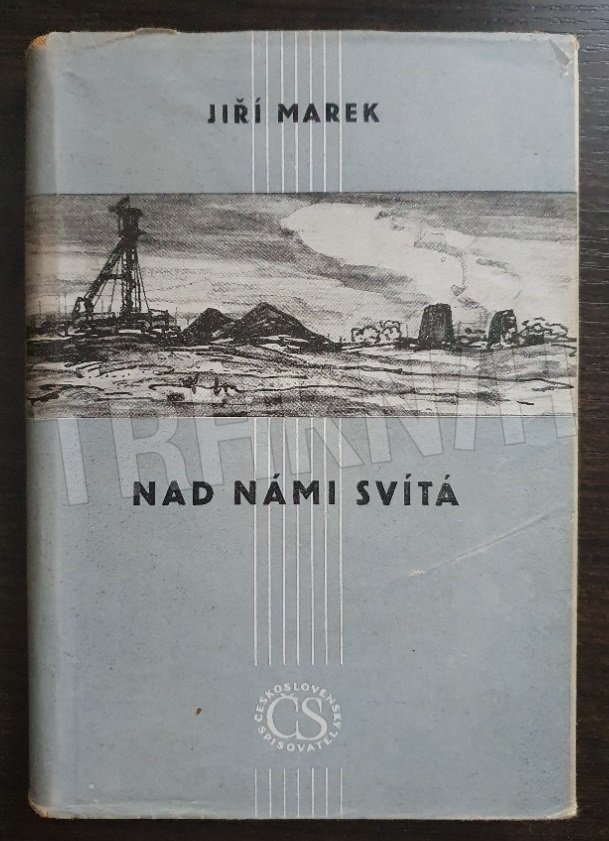 JIŘÍ MAREK
NAD NÁMI SVÍTÁ
ČESKOSLOVENSKÝ
ČS
SPISOVATEL